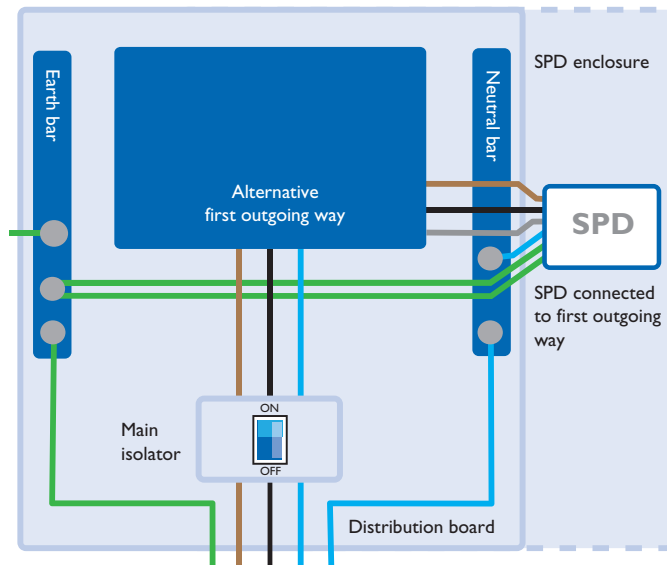 SPD enclosure
Earth bar
Neutral bar
Alternative
first outgoing way
SPD
SPD connected
to first outgoing
way
ON
Main
isolator
OFF
Distribution board